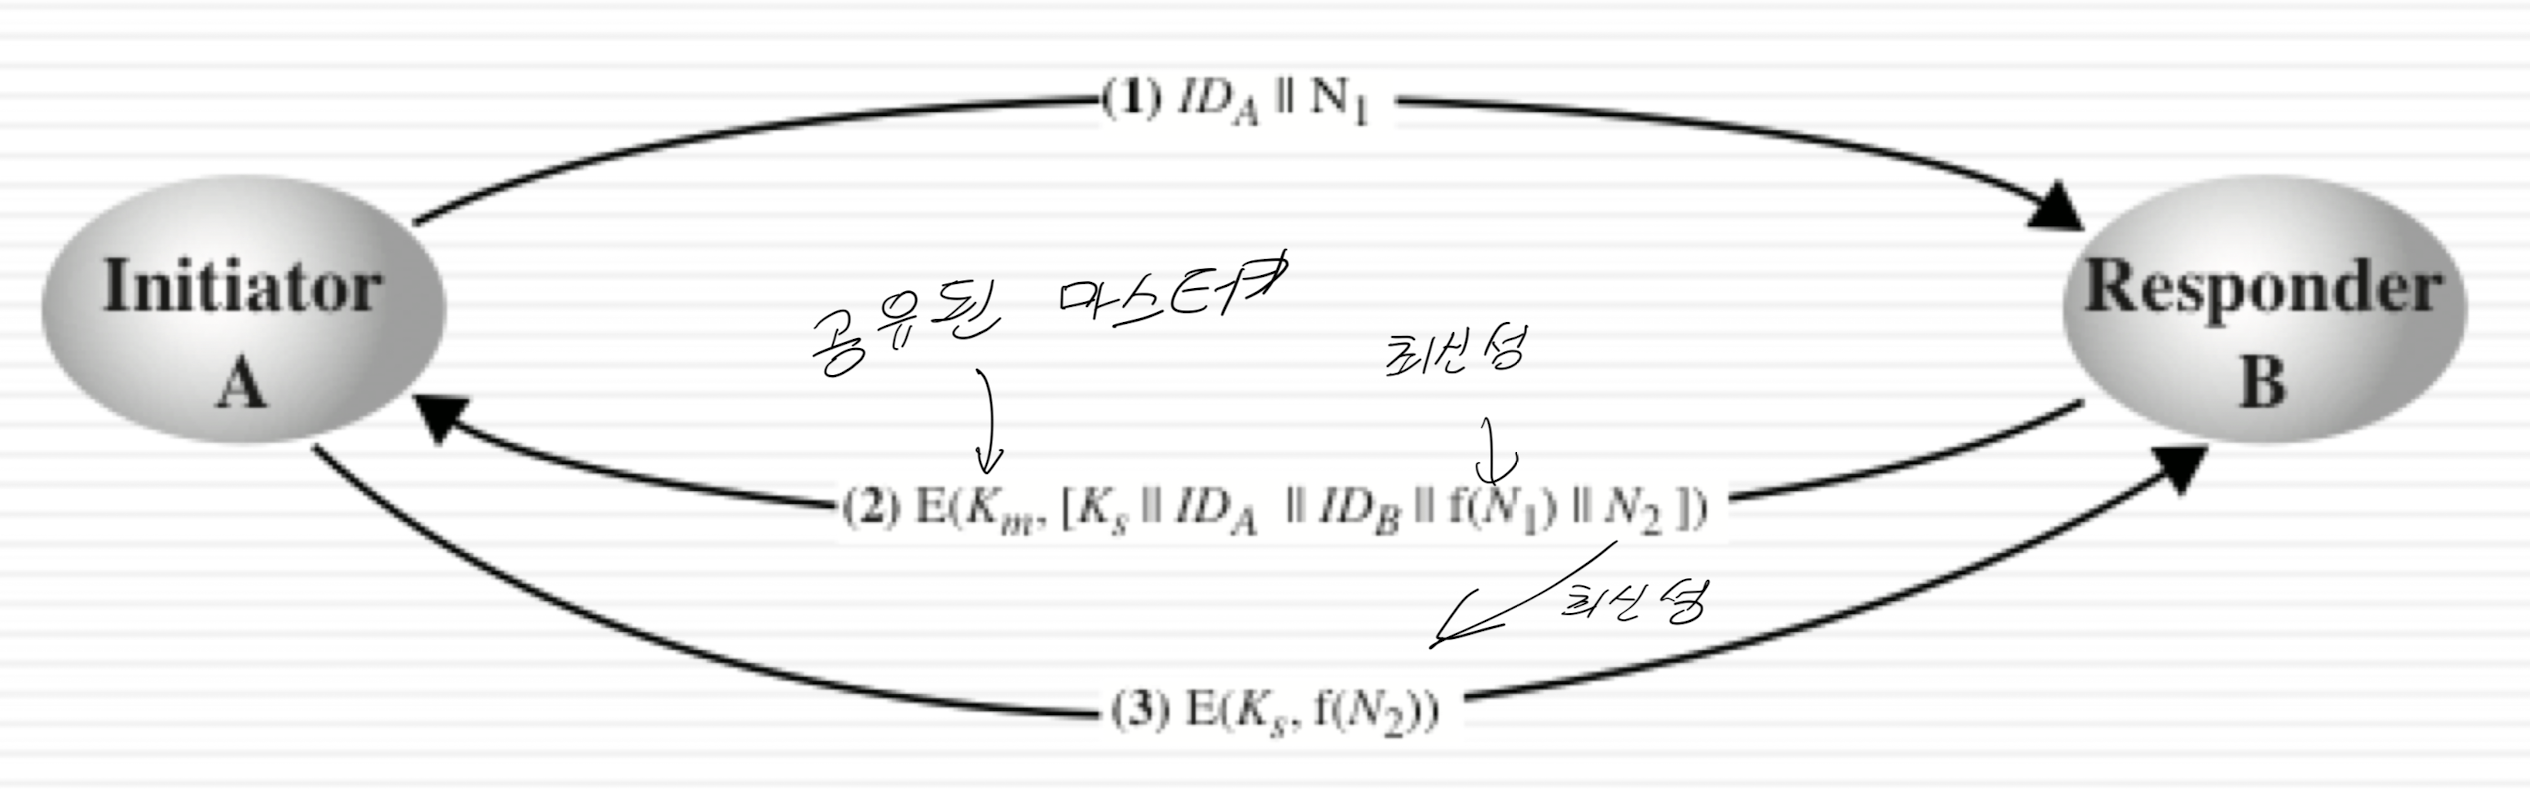 (1) ID_A || N_1
Initiator
A
Responder
B
공유된 마스터키
최신성
(2) E(K_m, [K_s || ID_A || ID_B || f(N_1) || N_2 ])
최신성
(3) E(K_s, f(N_2))